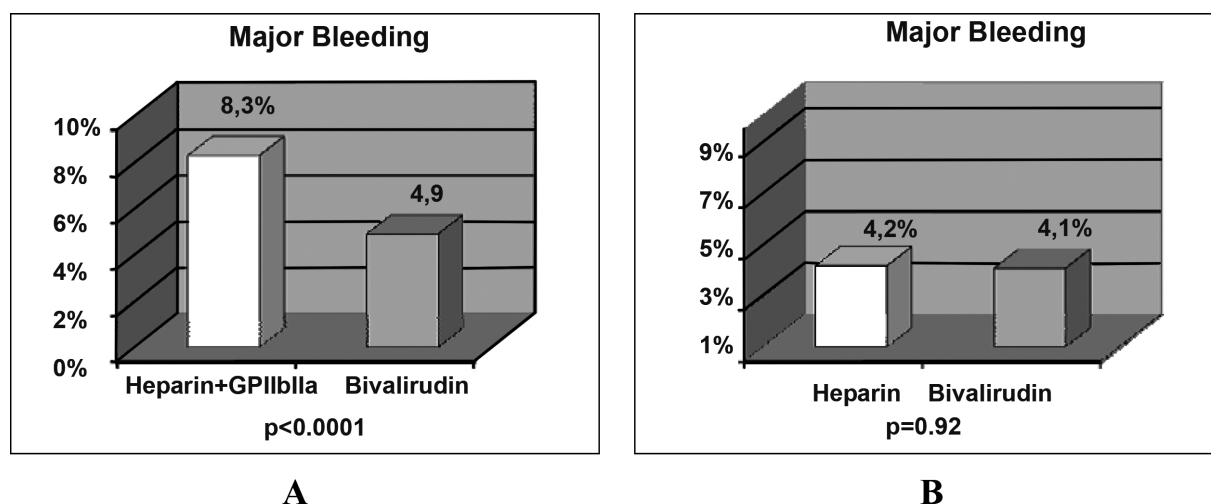 Major Bleeding
8,3%
4,9
10%
8%
6%
4%
2%
0%
Heparin+GPIIbIIa Bivalirudin
p<0.0001
A
Major Bleeding
4,2%
4,1%
9%
7%
5%
3%
1%
Heparin Bivalirudin
p=0.92
B